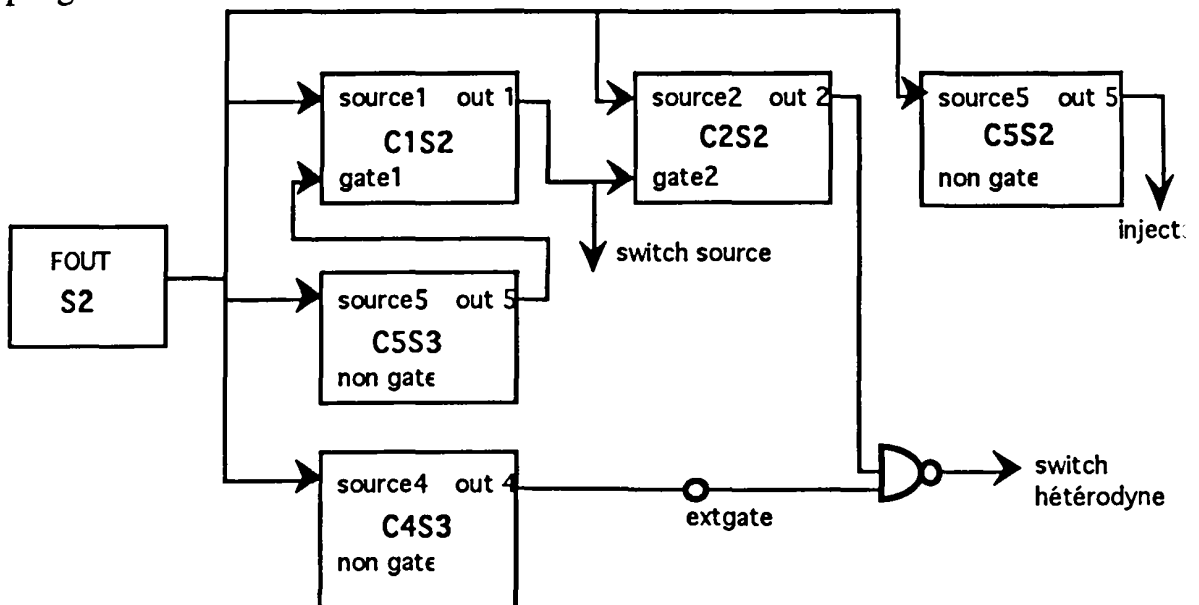 source1 out 1
C1S2
gate1
source2 out 2
C2S2
gate2
source5 out 5
C5S2
non gate
switch source
FOUT
S2
source5 out 5
C5S3
non gate
source4 out 4
C4S3
non gate
extgate
switch
hétérodyne